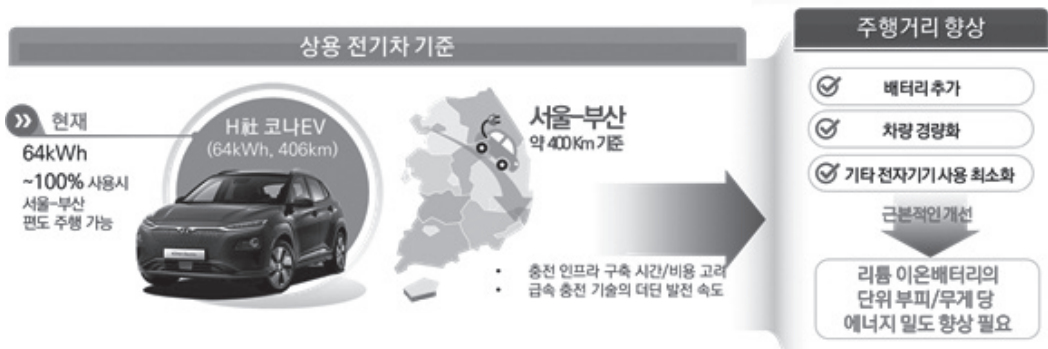 상용 전기차 기준
현재
64kWh
~100% 사용시
서울-부산
편도 주행 가능
H社 코나EV
(64kWh, 406km)
서울-부산
약 400Km 기준
• 충전 인프라 구축 시간/비용 고려
• 급속 충전 기술의 더딘 발전 속도
주행거리 향상
배터리 추가
차량 경량화
기타 전자기기 사용 최소화
근본적인 개선
리튬 이온배터리의
단위 부피/무게 당
에너지 밀도 향상 필요